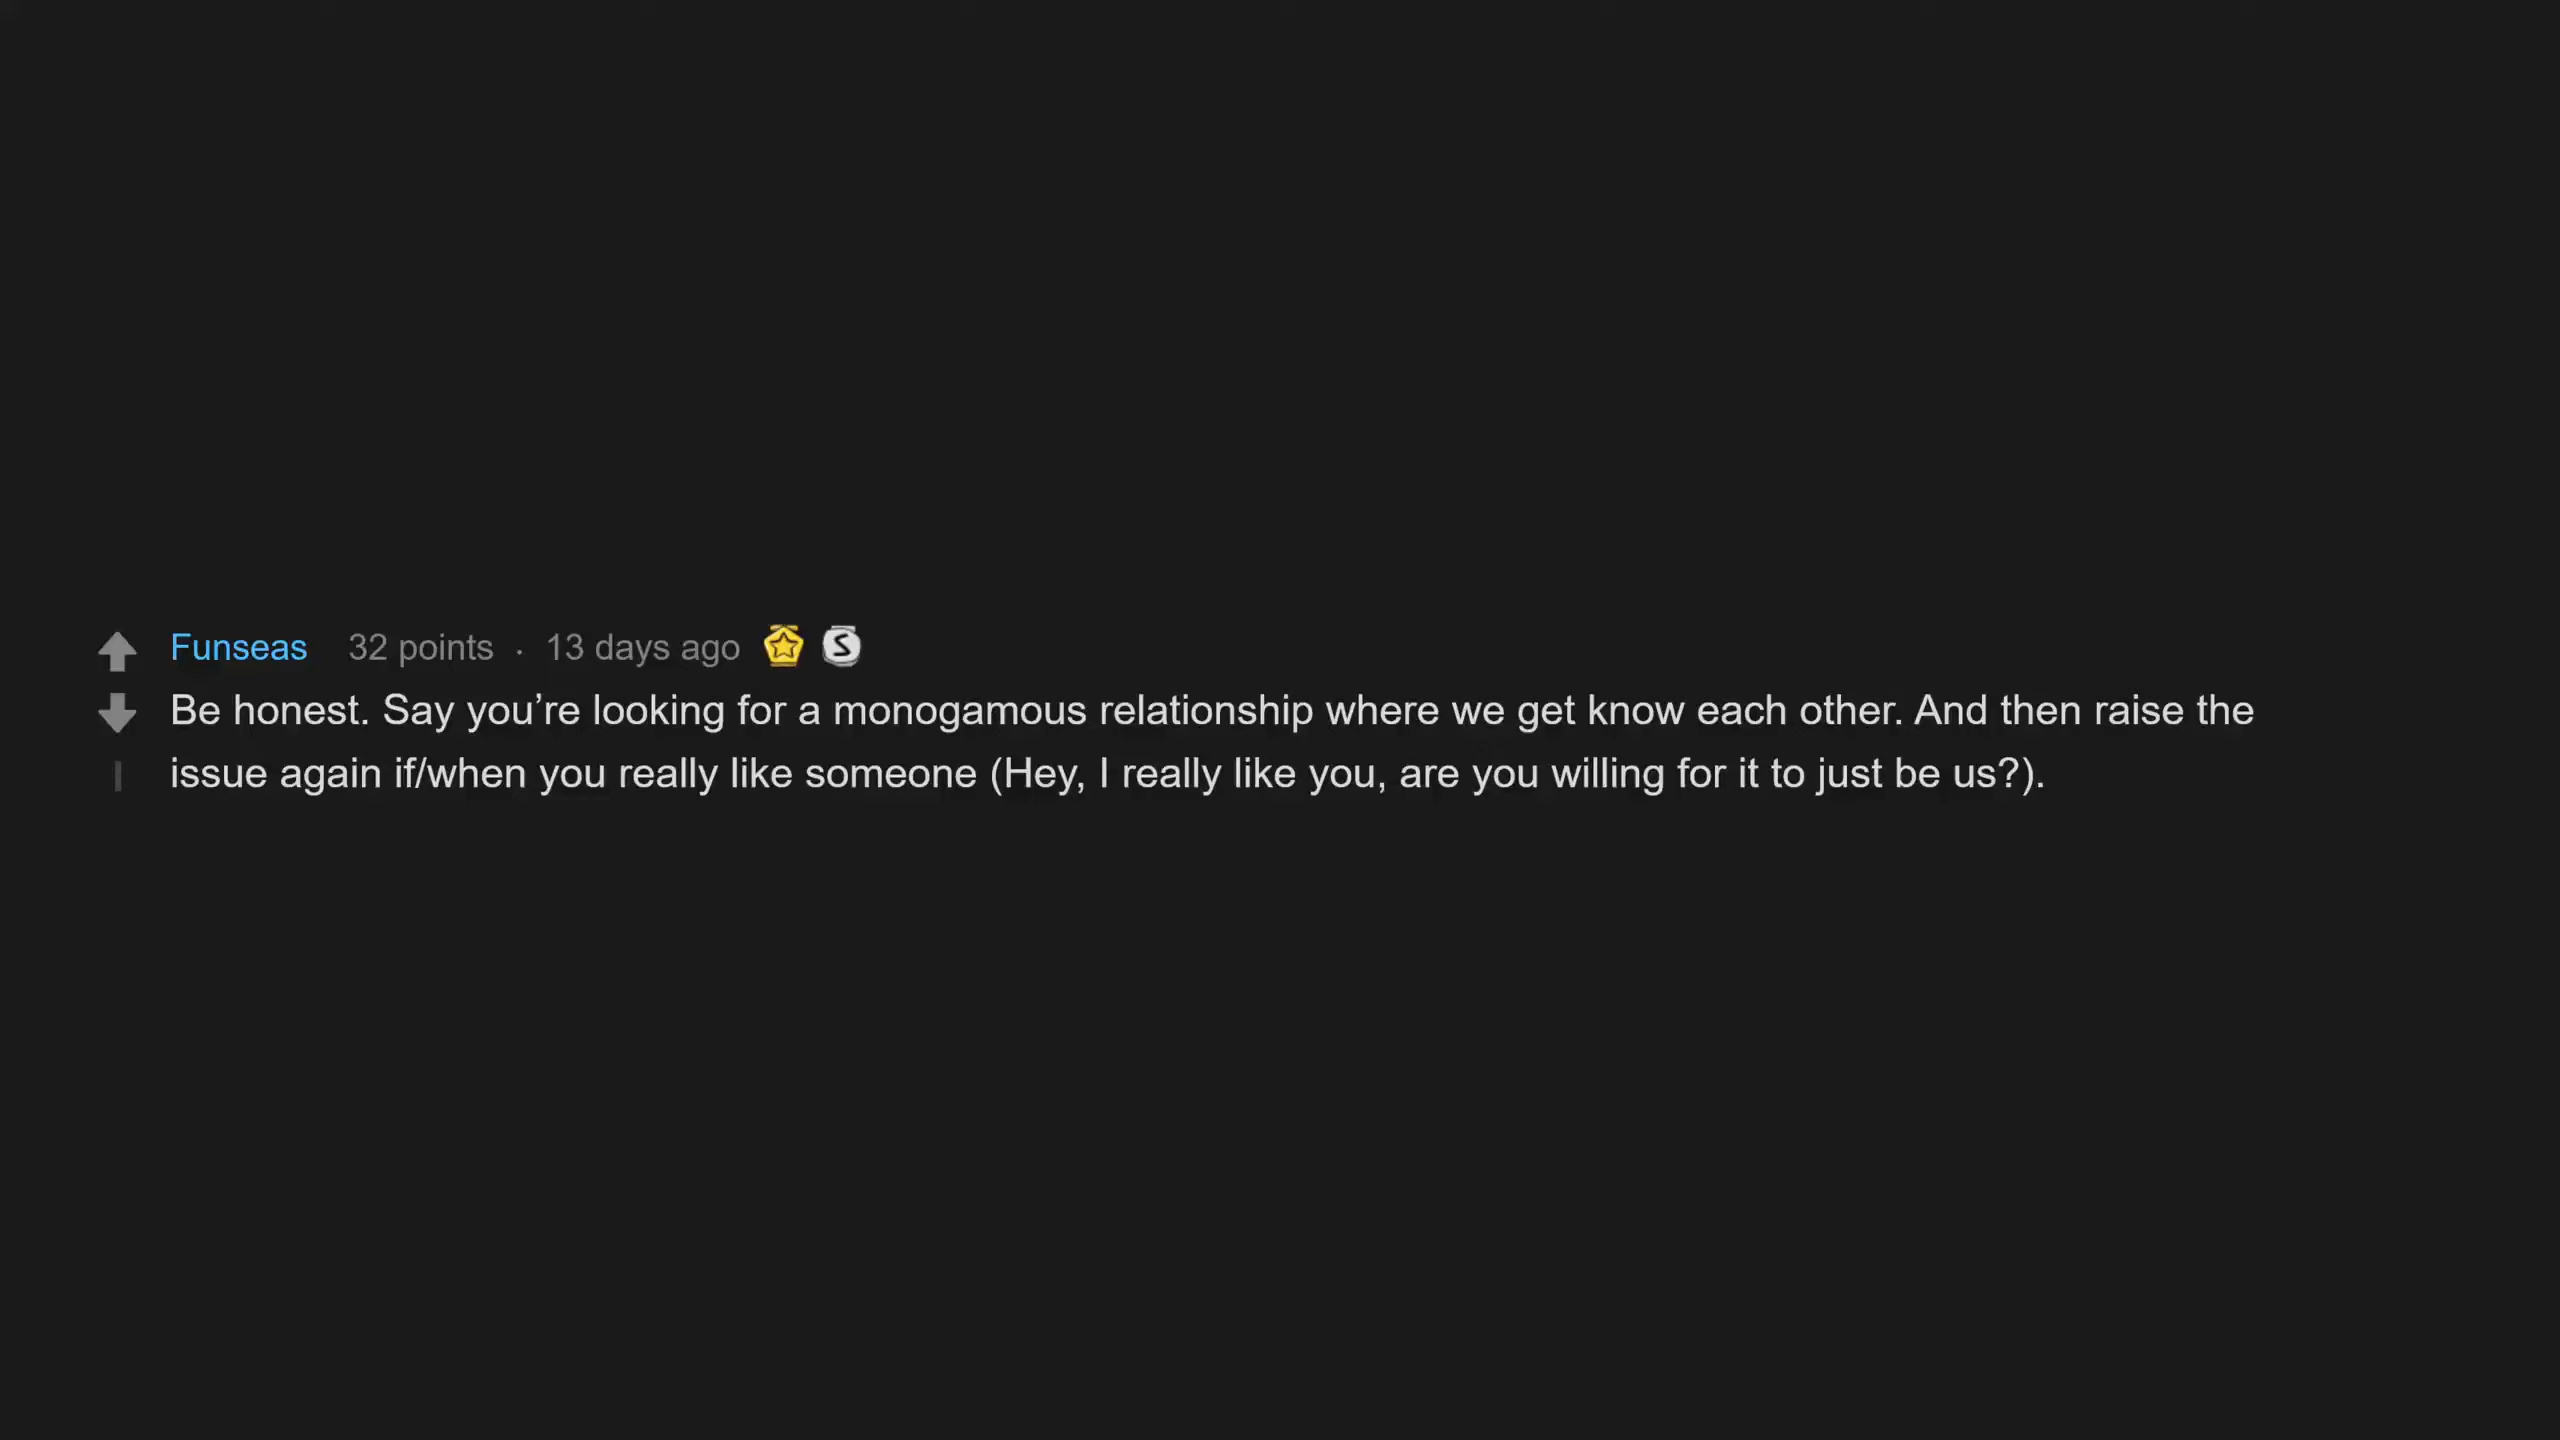 Funseas 32 points · 13 days ago S
Be honest. Say you’re looking for a monogamous relationship where we get know each other. And then raise the
issue again if/when you really like someone (Hey, I really like you, are you willing for it to just be us?).